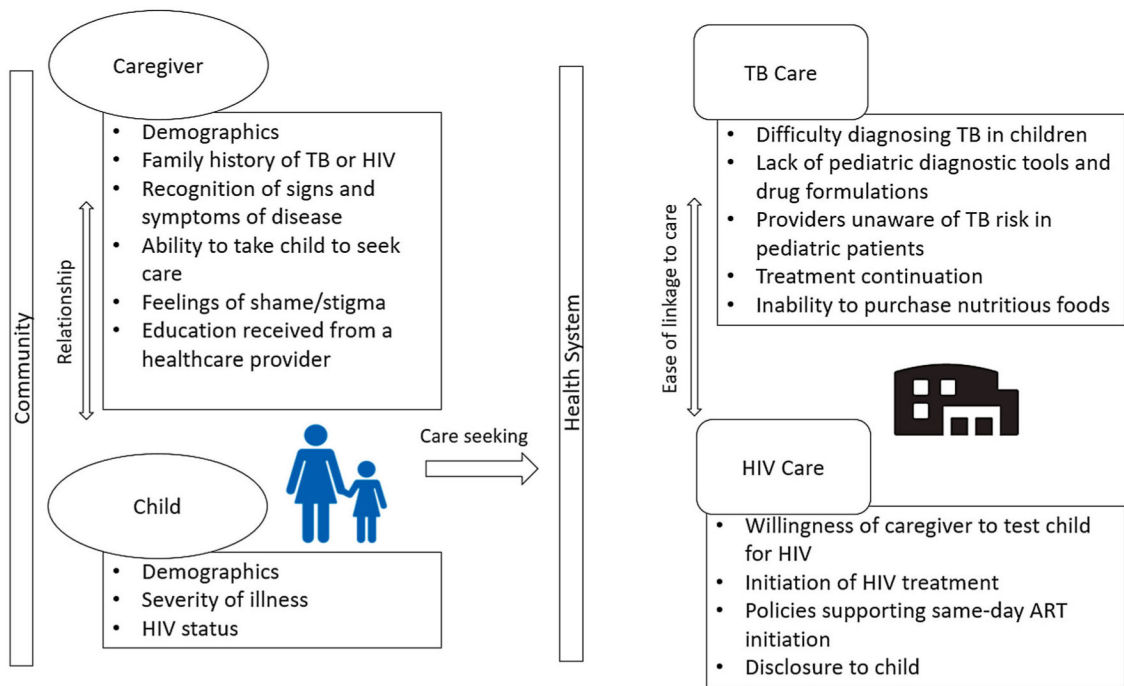 Community
Caregiver
• Demographics
• Family history of TB or HIV
• Recognition of signs and
symptoms of disease
• Ability to take child to seek
care
• Feelings of shame/stigma
• Education received from a
healthcare provider
Relationship
Child
• Demographics
• Severity of illness
• HIV status
Care seeking
Health System
TB Care
• Difficulty diagnosing TB in children
• Lack of pediatric diagnostic tools and
drug formulations
• Providers unaware of TB risk in
pediatric patients
• Treatment continuation
• Inability to purchase nutritious foods
Ease of linkage to care
HIV Care
• Willingness of caregiver to test child
for HIV
• Initiation of HIV treatment
• Policies supporting same-day ART
initiation
• Disclosure to child